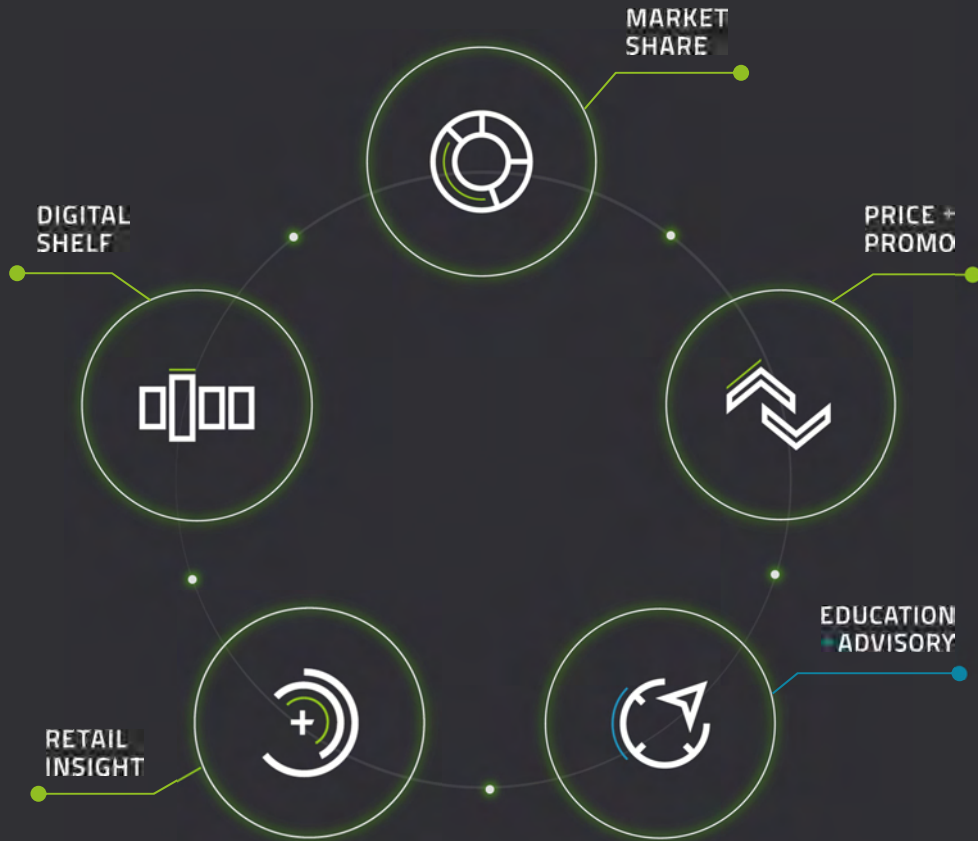 MARKET
SHARE
DIGITAL
SHELF
PRICE +
PROMO
EDUCATION
+ADVISORY
RETAIL
INSIGHT